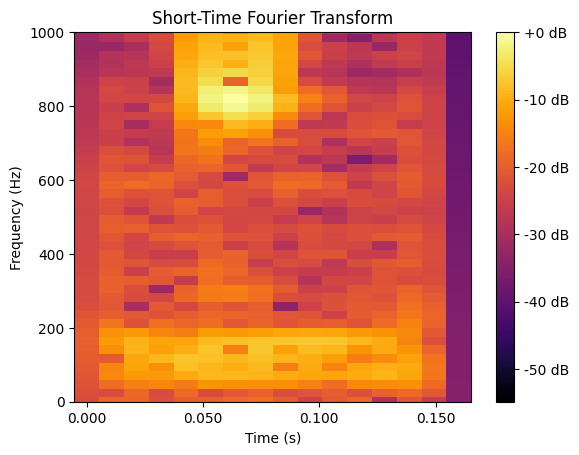 Short-Time Fourier Transform
Frequency (Hz)
1000
800
600
400
200
0
0.000
0.050
0.100
0.150
Time (s)
+0 dB
-10 dB
-20 dB
-30 dB
-40 dB
-50 dB